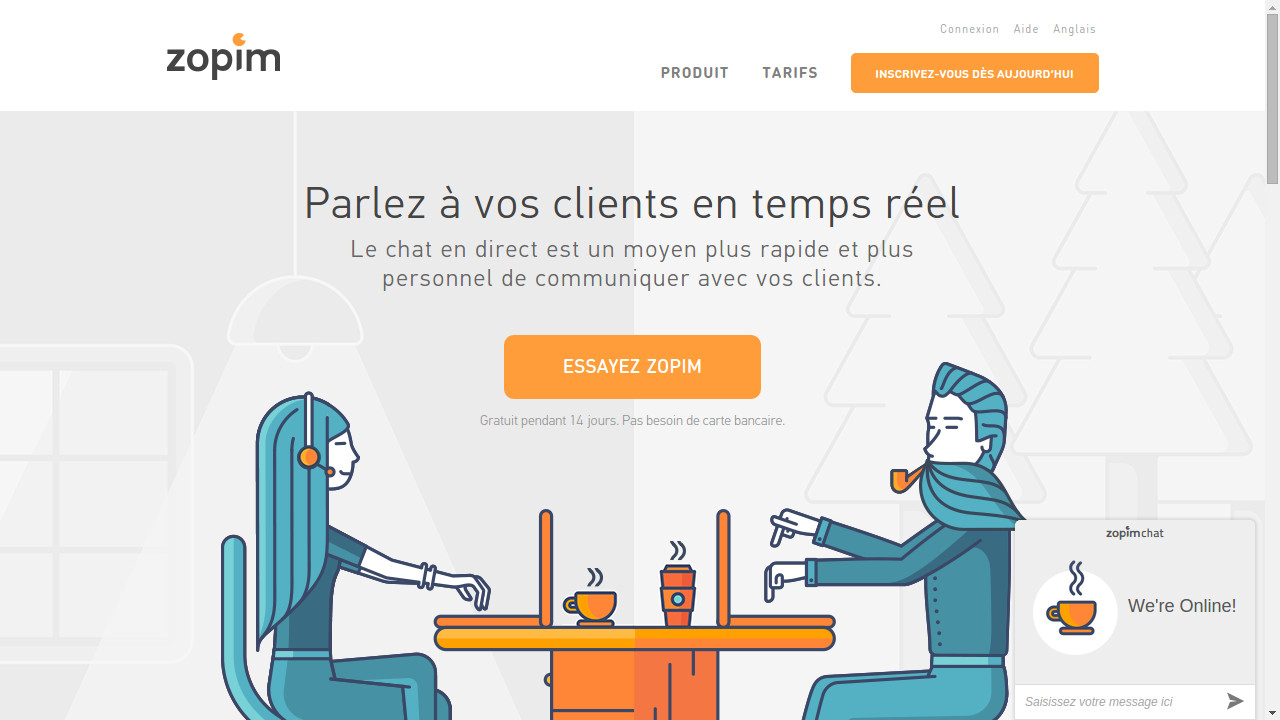 Connexion Aide Anglais
zopim
PRODUIT TARIFS INSCRIVEZ-VOUS DÈS AUJOURD'HUI
Parlez à vos clients en temps réel
Le chat en direct est un moyen plus rapide et plus
personnel de communiquer avec vos clients.
ESSAYEZ ZOPIM
Gratuit pendant 14 jours. Pas besoin de carte bancaire.
zopimchat
We're Online!
Saisissez votre message ici